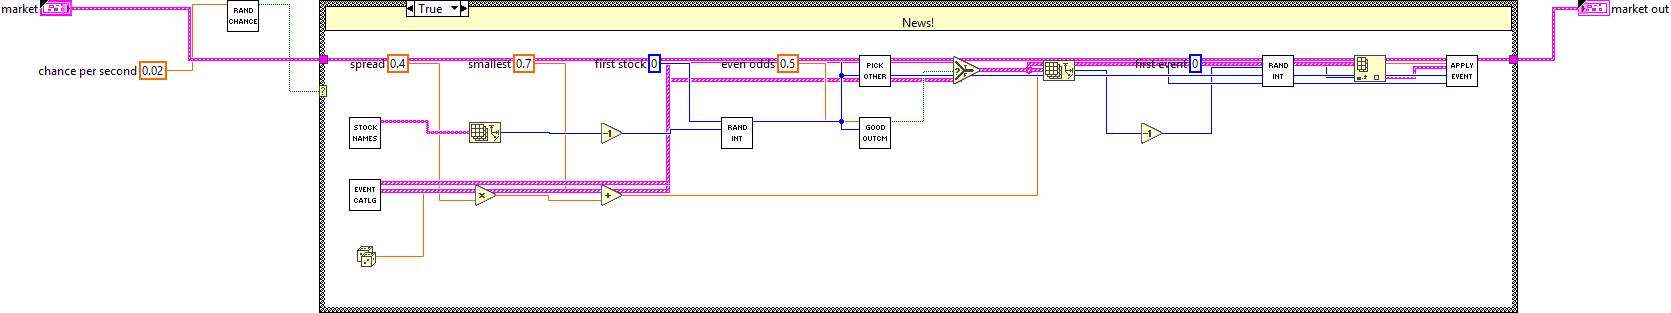 market
RAND
CHANCE
True
market out
News!
chance per second 0.02
spread 0.4
smallest 0.7
first stock 0
even odds 0.5
PICK
OTHER
first event 0
RAND
INT
APPLY
EVENT
?
STOCK
NAMES
-1
RAND
INT
GOOD
OUTCM
-1
EVENT
CATLG
x
+